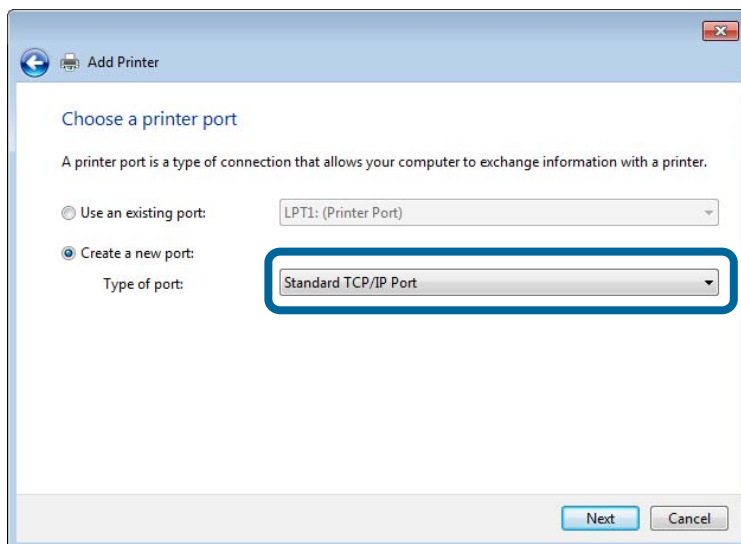 Add Printer
Choose a printer port
A printer port is a type of connection that allows your computer to exchange information with a printer.
Use an existing port: LPT1: (Printer Port)
Create a new port:
Type of port: Standard TCP/IP Port
Next Cancel